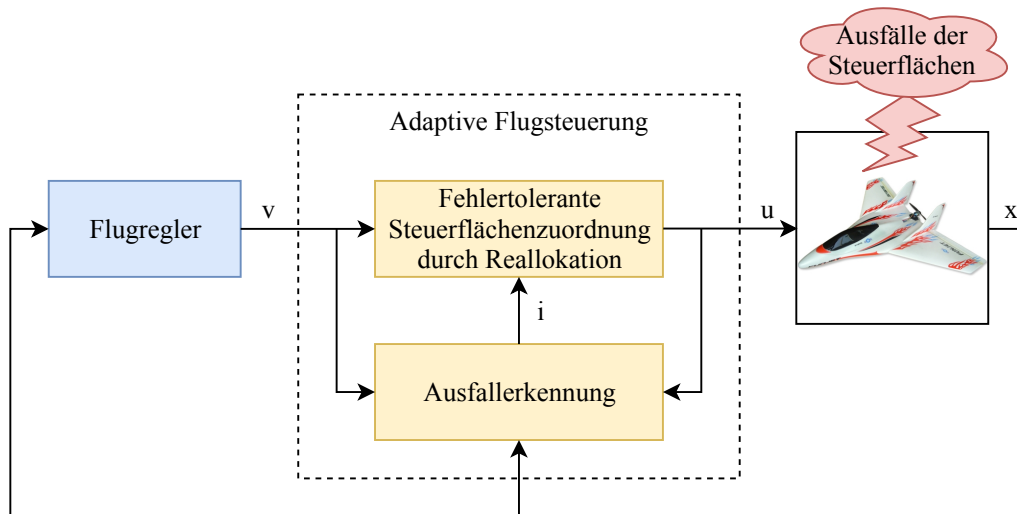 Ausfälle der
Steuerflächen
Adaptive Flugsteuerung
Flugregler
v
Fehlertolerante
Steuerflächenzuordnung
durch Reallokation
u
x
i
Ausfallerkennung